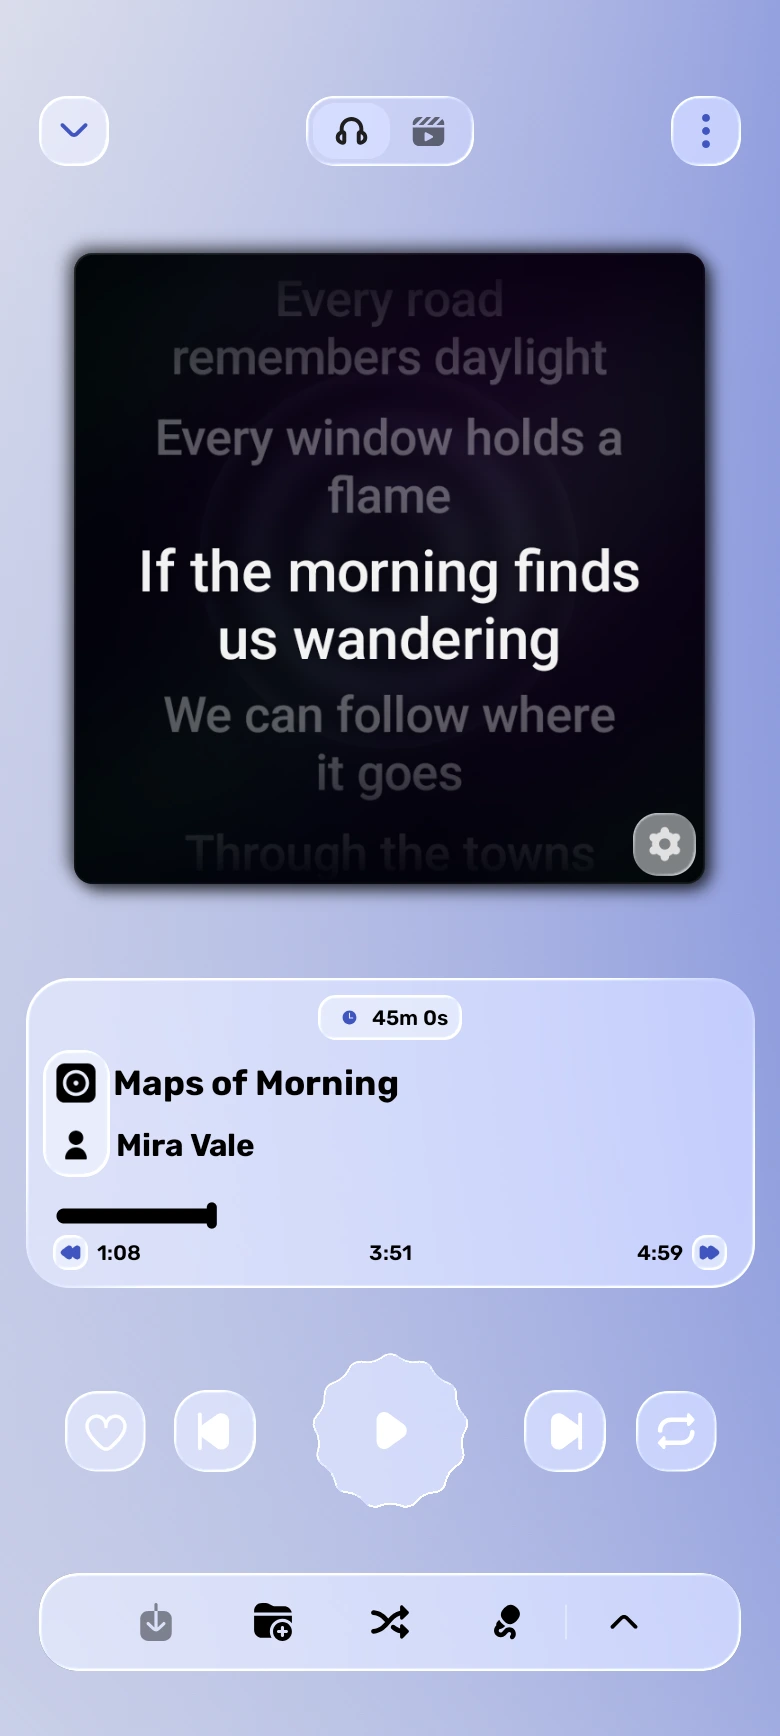 Every road
remembers daylight
Every window holds a
flame
If the morning finds
us wandering
We can follow where
it goes
Through the towns
45m 0s
Maps of Morning
Mira Vale
1:08 3:51 4:59